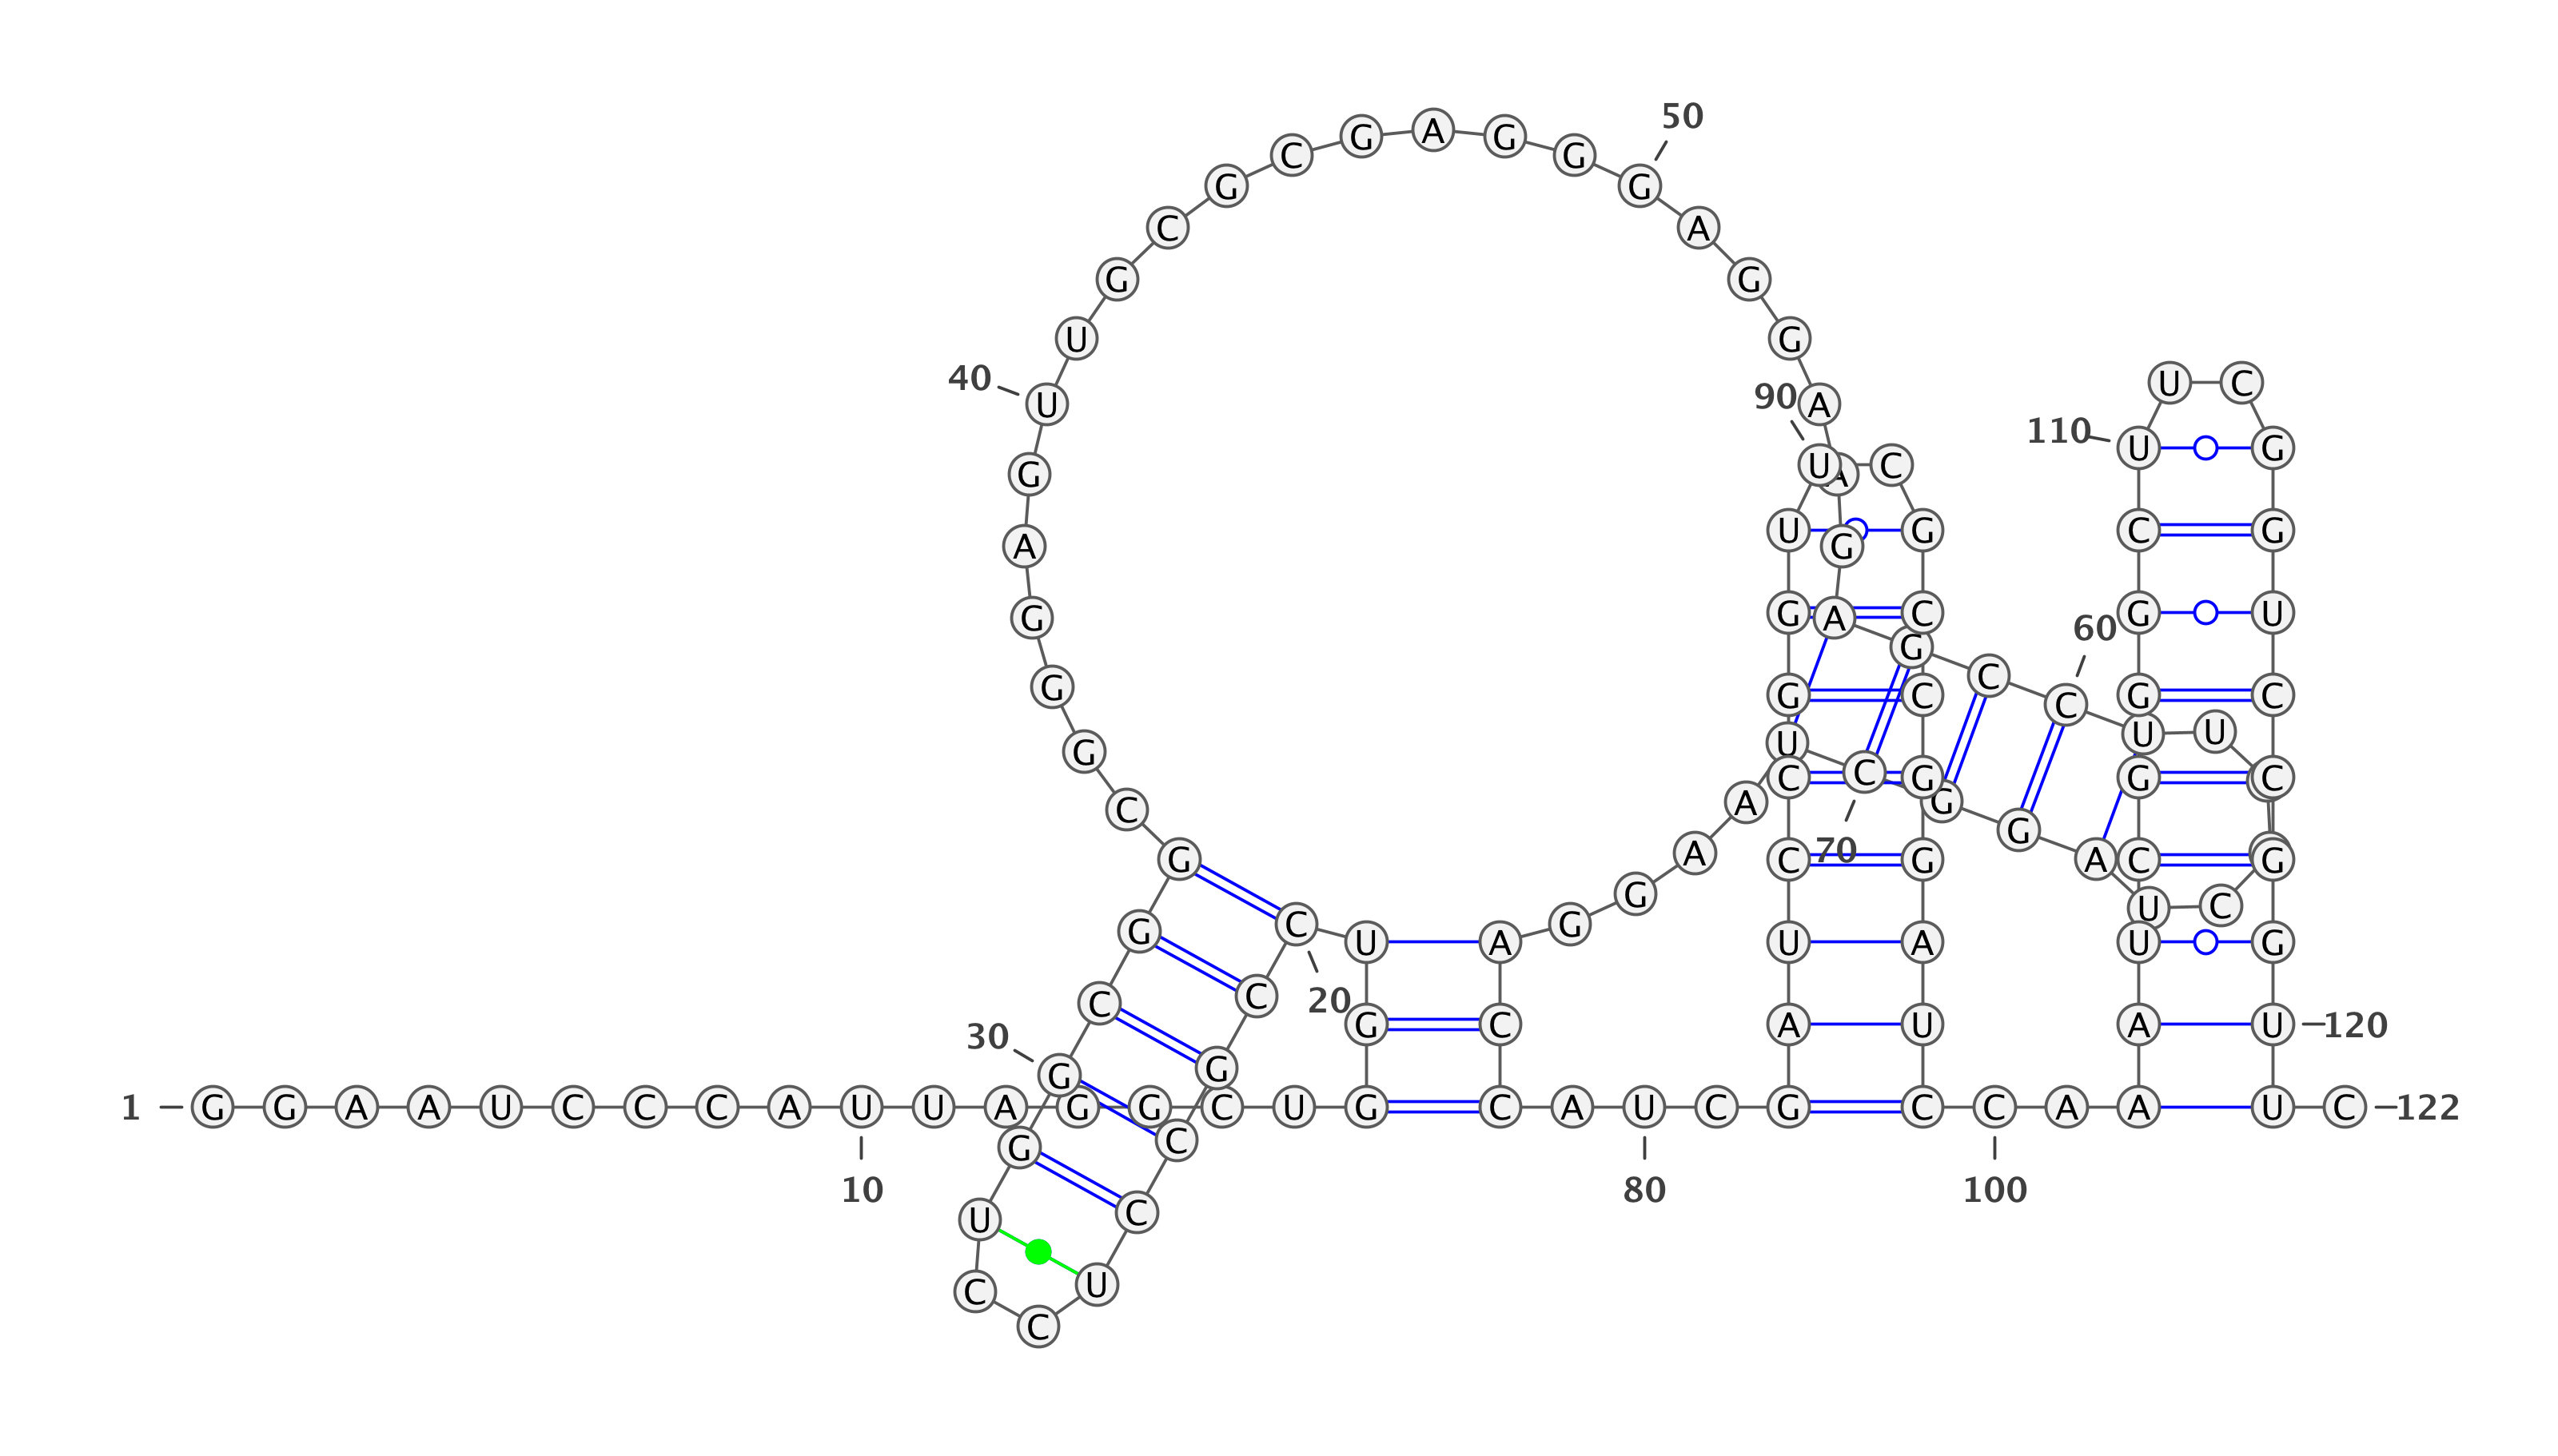 50
G A G
C G
G G
C A
G G
U G
40 U 90 A U C
110 U G
G U A C
U G C G
A G
G A G C G U
G C 60
G C C G C
U U U
G C G C G G C
C G
A G
A 70
G C G A C G
G U C
C U A A G U A U G
G 20
C C G C A U A U 120
30 G G
1 G G A A U C C C A U U A G G C U G C A U C G C C A A U C 122
G C
10 80 100
U C
C U
C